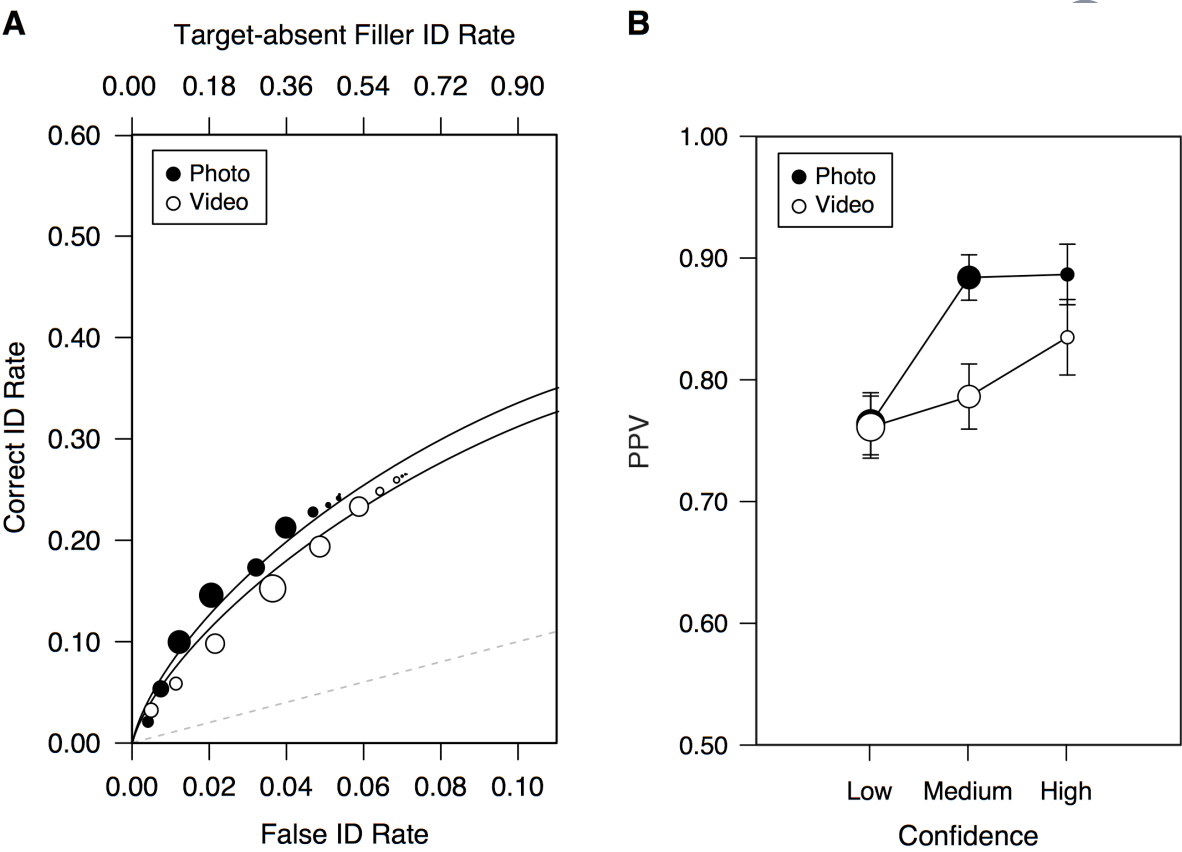 A
Target-absent Filler ID Rate
0.00 0.18 0.36 0.54 0.72 0.90
0.60
0.50
0.40
0.30
0.20
0.10
0.00
Correct ID Rate
Photo
Video
0.00 0.02 0.04 0.06 0.08 0.10
False ID Rate
B
1.00
0.90
0.80
0.70
0.60
0.50
PPV
Photo
Video
Low Medium High
Confidence